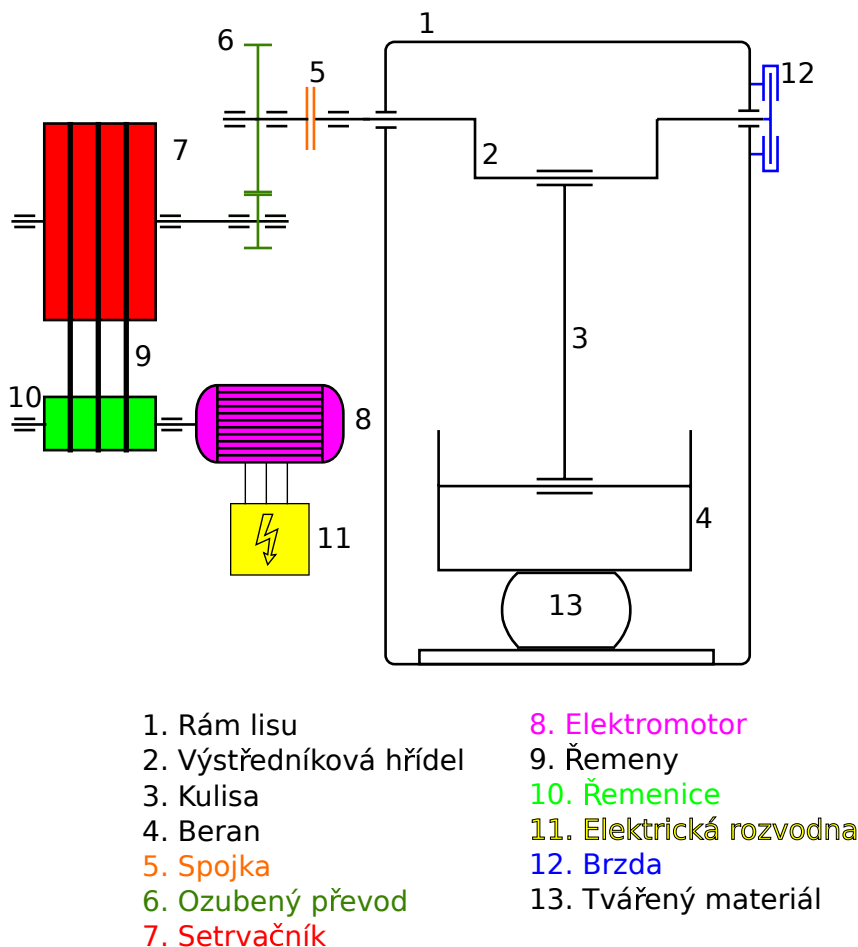 1
6
5
12
7
2
3
9
10
8
4
11
13
1. Rám lisu
2. Výstředníková hřídel
3. Kulisa
4. Beran
5. Spojka
6. Ozubený převod
7. Setrvačník
8. Elektromotor
9. Řemeny
10. Řemenice
11. Elektrická rozvodna
12. Brzda
13. Tvářený materiál